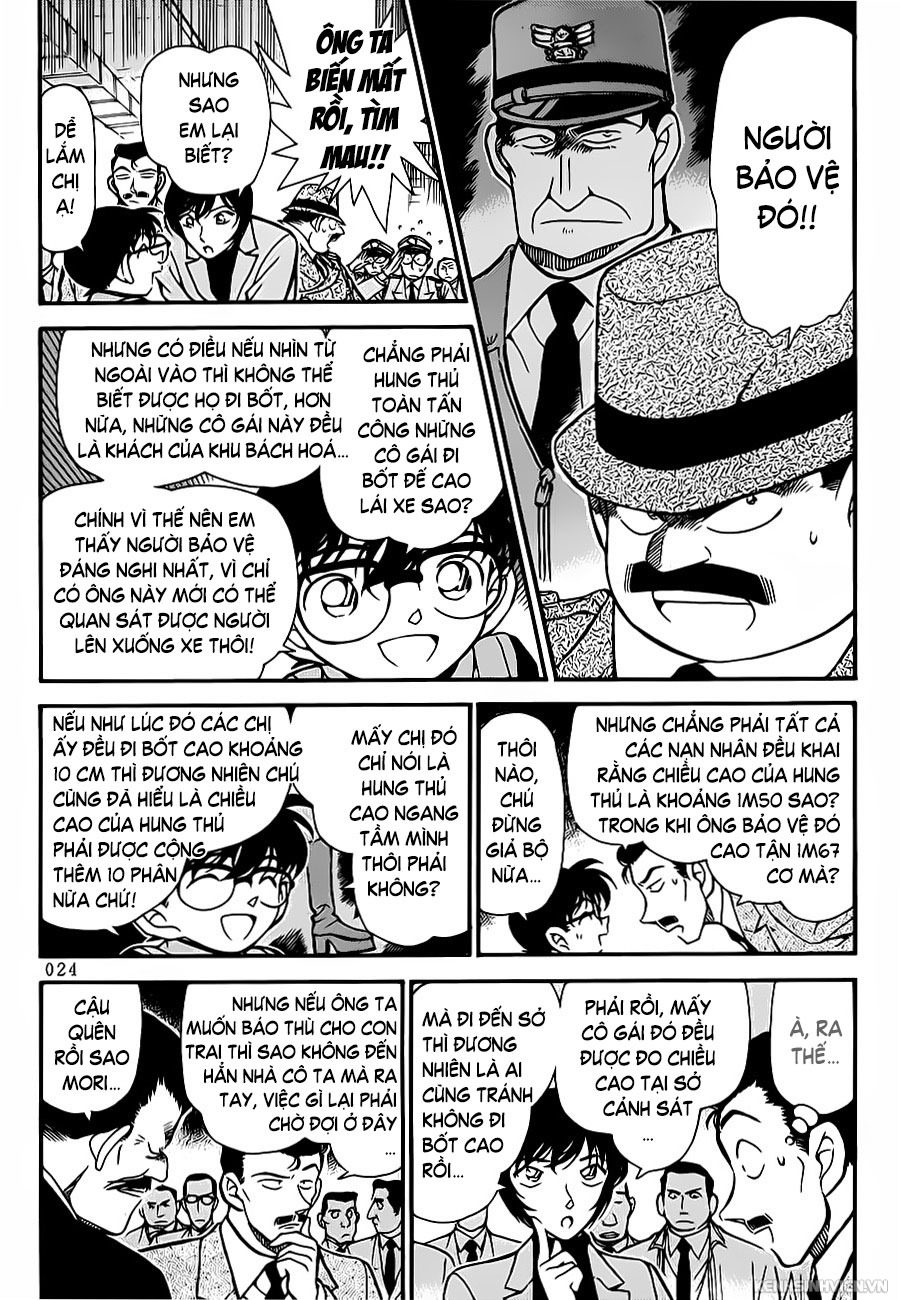 NGƯỜI
BẢO VỆ
ĐÓ!!
ÔNG TA
BIẾN MẤT
RỒI, TÌM
MAU!!
NHƯNG
SAO
EM LẠI
BIẾT?
DỂ
LẮM CHỊ
Ạ!
CHẲNG PHẢI
HUNG THỦ
TOÀN TẤN
CÔNG NHỮNG
CÔ GÁI ĐI
BỐT ĐẾ CAO
LÁI XE SAO?
NHƯNG CÓ ĐIỀU NẾU NHÌN TỪ
NGOÀI VÀO THÌ KHÔNG THỂ
BIẾT ĐƯỢC HỌ ĐI BỐT, HƠN
NỮA, NHỮNG CÔ GÁI NÀY ĐỀU
LÀ KHÁCH CỦA KHU BÁCH HOÁ...
CHÍNH VÌ THẾ NÊN EM
THẤY NGƯỜI BẢO VỆ
ĐÁNG NGHI NHẤT, VÌ CHỈ
CÓ ÔNG NÀY MỚI CÓ THỂ
QUAN SÁT ĐƯỢC NGƯỜI
LÊN XUỐNG XE THÔI!
NHƯNG CHẲNG PHẢI TẤT CẢ
CÁC NẠN NHÂN ĐỀU KHAI
RẰNG CHIỀU CAO CỦA HUNG
THỦ LÀ KHOẢNG 1M50 SAO?
TRONG KHI ÔNG BẢO VỆ ĐÓ
CAO TẬN 1M67
CƠ MÀ?
THÔI
NÀO,
CHÚ
ĐỪNG
GIẢ BỘ
NỮA...
MẤY CHỊ ĐÓ
CHỈ NÓI LÀ
HUNG THỦ
CAO NGANG
TẦM MÌNH
THÔI PHẢI
KHÔNG?
NẾU NHƯ LÚC ĐÓ CÁC CHỊ
ẤY ĐỀU ĐI BỐT CAO KHOẢNG
10 CM THÌ ĐƯƠNG NHIÊN CHÚ
CŨNG ĐÃ HIỂU LÀ CHIỀU
CAO CỦA HUNG THỦ
PHẢI ĐƯỢC CỘNG
THÊM 10 PHÂN
NỮA CHỨ!
024
À, RA
THẾ...
PHẢI RỒI, MẤY
CÔ GÁI ĐÓ ĐỀU
ĐƯỢC ĐO CHIỀU
CAO TẠI SỞ
CẢNH SÁT
...
MÀ ĐI ĐẾN SỞ
THÌ ĐƯƠNG
NHIÊN LÀ AI
CŨNG TRÁNH
KHÔNG ĐI
BỐT CAO
RỒI...
NHƯNG NẾU ÔNG TA
MUỐN BÁO THÙ CHO CON
TRAI THÌ SAO KHÔNG ĐẾN
HẲN NHÀ CÔ TA MÀ RA
TAY, VIỆC GÌ LẠI PHẢI
CHỜ ĐỢI Ở ĐÂY
...
CẬU
QUÊN
RỒI SAO
MORI...
KENHSINHVIEN.VN